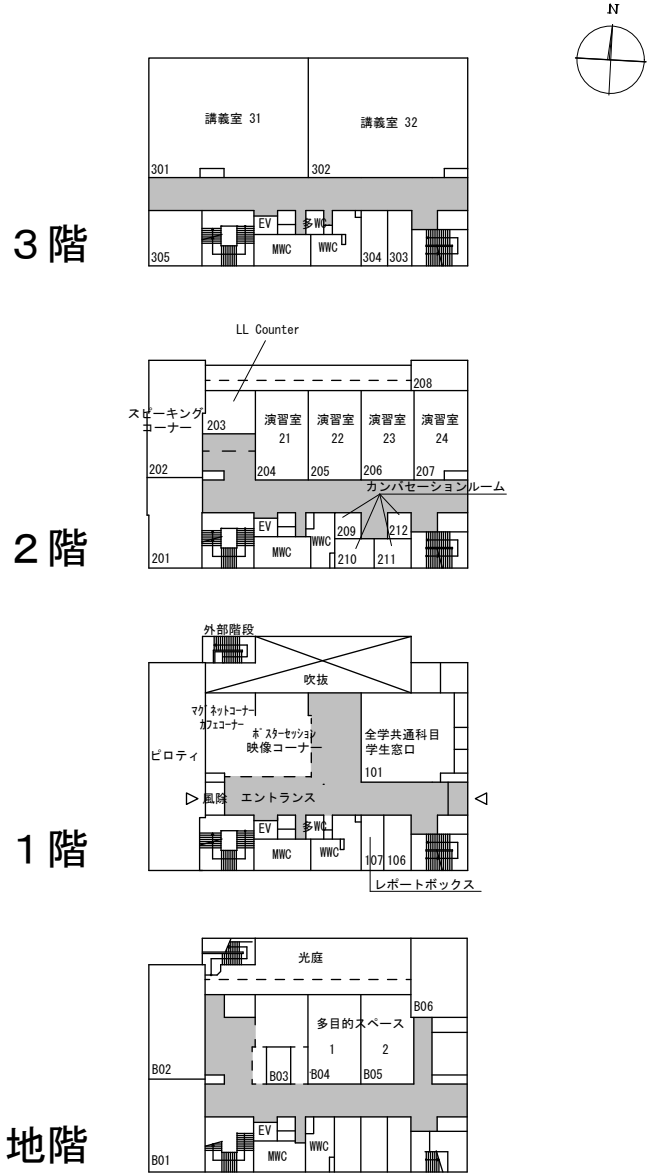 N
講義室 31
講義室 32
301
302
EV
多WC
MWC
WWC
305
304
303
3階
LL Counter
208
スピーキング
コーナー
203
演習室
21
演習室
22
演習室
23
演習室
24
202
204
205
206
207
カンバセーションルーム
EV
209
212
MWC
WWC
201
210
211
2階
外部階段
吹抜
マグネットコーナー
カフェコーナー
ポスターセッション
映像コーナー
全学共通科目
学生窓口
ピロティ
101
風除
エントランス
EV
多WC
MWC
WWC
107
106
レポートボックス
1階
光庭
B06
多目的スペース
1
2
B02
B03
B04
B05
EV
MWC
WWC
B01
地階